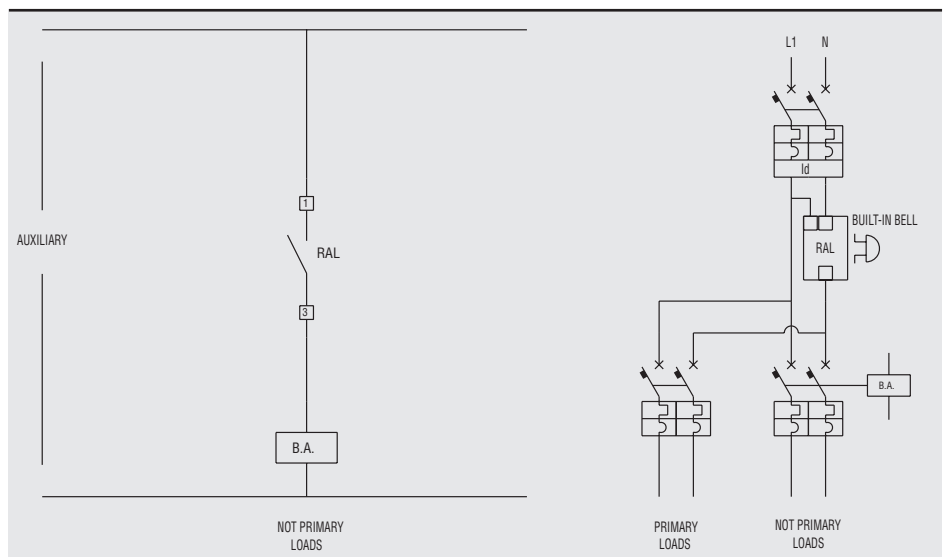 AUXILIARY
1
RAL
3
B.A.
NOT PRIMARY
LOADS
L1 N
Id
BUILT-IN BELL
RAL
B.A.
PRIMARY
LOADS
NOT PRIMARY
LOADS